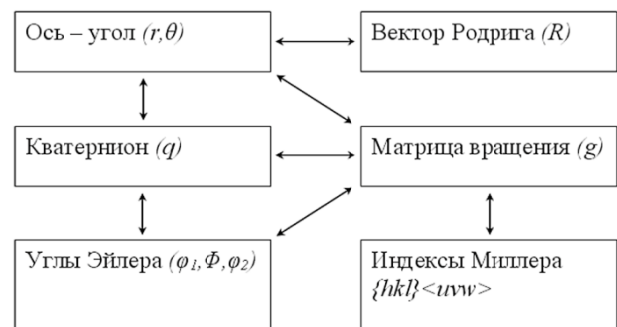 Ось – угол (r,θ)
Вектор Родрига (R)
Кватернион (q)
Матрица вращения (g)
Углы Эйлера (φ₁,Φ,φ₂)
Индексы Миллера
{hkl}<uvw>